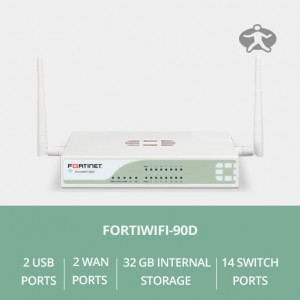 FORTINET
FORTIWIFI-90D
2 USB
PORTS
2 WAN
PORTS
32 GB INTERNAL
STORAGE
14 SWITCH
PORTS